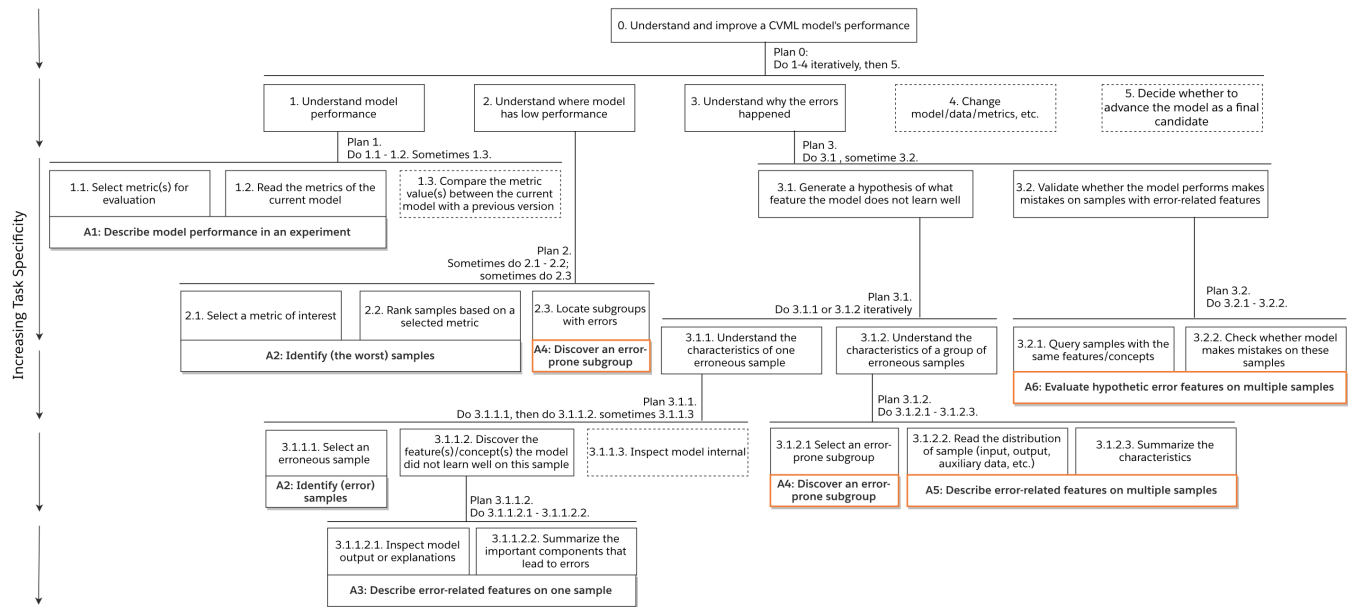 0. Understand and improve a CVML model's performance
Plan 0:
Do 1-4 iteratively, then 5.
1. Understand model
performance
2. Understand where model
has low performance
3. Understand why the errors
happened
4. Change
model/data/metrics, etc.
5. Decide whether to
advance the model as a final
candidate
Plan 1.
Do 1.1 - 1.2. Sometimes 1.3.
Plan 3.
Do 3.1 , sometime 3.2.
1.1. Select metric(s) for
evaluation
1.2. Read the metrics of the
current model
1.3. Compare the metric
value(s) between the current
model with a previous version
3.1. Generate a hypothesis of what
feature the model does not learn well
3.2. Validate whether the model performs makes
mistakes on samples with error-related features
A1: Describe model performance in an experiment
Increasing Task Specificity
Plan 2.
Sometimes do 2.1 - 2.2;
sometimes do 2.3
Plan 3.1.
Do 3.1.1 or 3.1.2 iteratively
Plan 3.2.
Do 3.2.1 - 3.2.2.
2.1. Select a metric of interest
2.2. Rank samples based on a
selected metric
2.3. Locate subgroups
with errors
A2: Identify (the worst) samples
A4: Discover an error-
prone subgroup
3.1.1. Understand the
characteristics of one
erroneous sample
3.1.2. Understand the
characteristics of a group of
erroneous samples
3.2.1. Query samples with the
same features/concepts
3.2.2. Check whether model
makes mistakes on these
samples
A6: Evaluate hypothetic error features on multiple samples
Plan 3.1.1.
Do 3.1.1.1, then do 3.1.1.2. sometimes 3.1.1.3
Plan 3.1.2.
Do 3.1.2.1 - 3.1.2.3.
3.1.1.1. Select an
erroneous sample
3.1.1.2. Discover the
feature(s)/concept(s) the model
did not learn well on this sample
3.1.1.3. Inspect model internal
3.1.2.1 Select an error-
prone subgroup
3.1.2.2. Read the distribution
of sample (input, output,
auxiliary data, etc.)
3.1.2.3. Summarize the
characteristics
A2: Identify (error)
samples
A4: Discover an error-
prone subgroup
A5: Describe error-related features on multiple samples
Plan 3.1.1.2.
Do 3.1.1.2.1 - 3.1.1.2.2.
3.1.1.2.1. Inspect model
output or explanations
3.1.1.2.2. Summarize the
important components that
lead to errors
A3: Describe error-related features on one sample